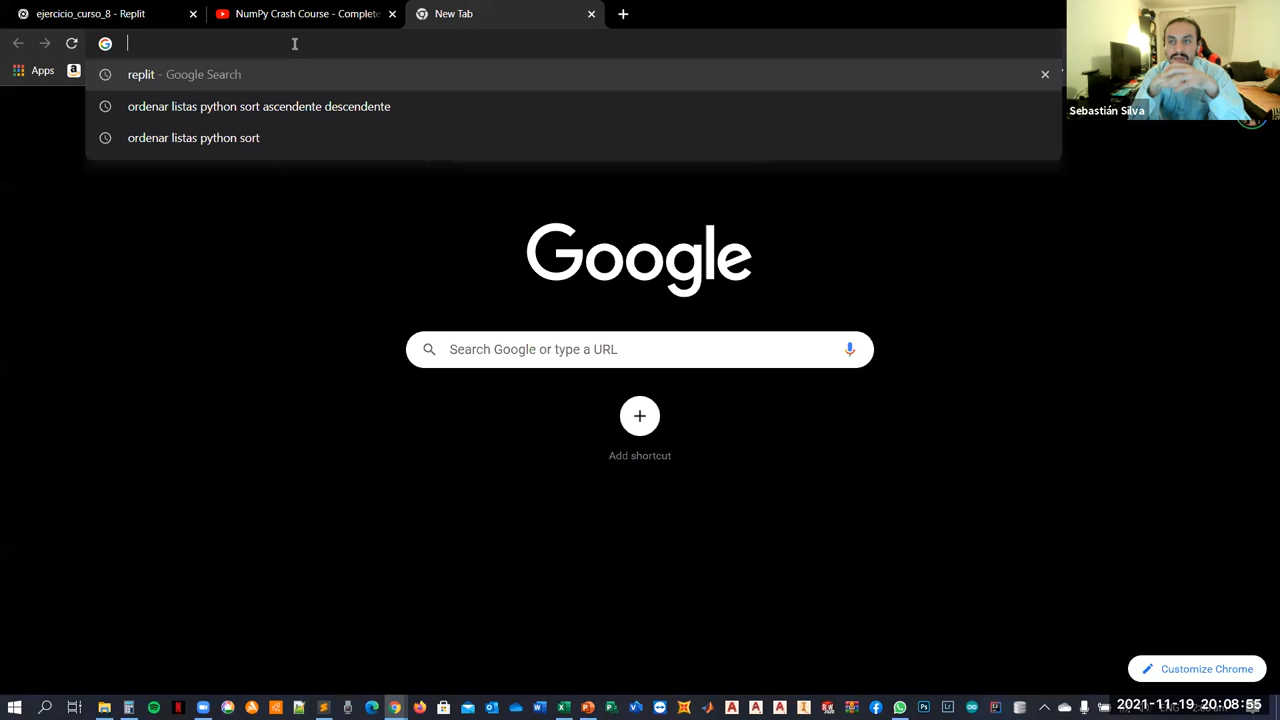 ejercicio_curso_8 - Replit
NumPy Crash Course - Complete
New Tab
Apps
replit - Google Search
ordenar listas python sort ascendente descendente
ordenar listas python sort
Sebastián Silva
Google
Search Google or type a URL
Add shortcut
Customize Chrome
2021-11-19 20:08:55